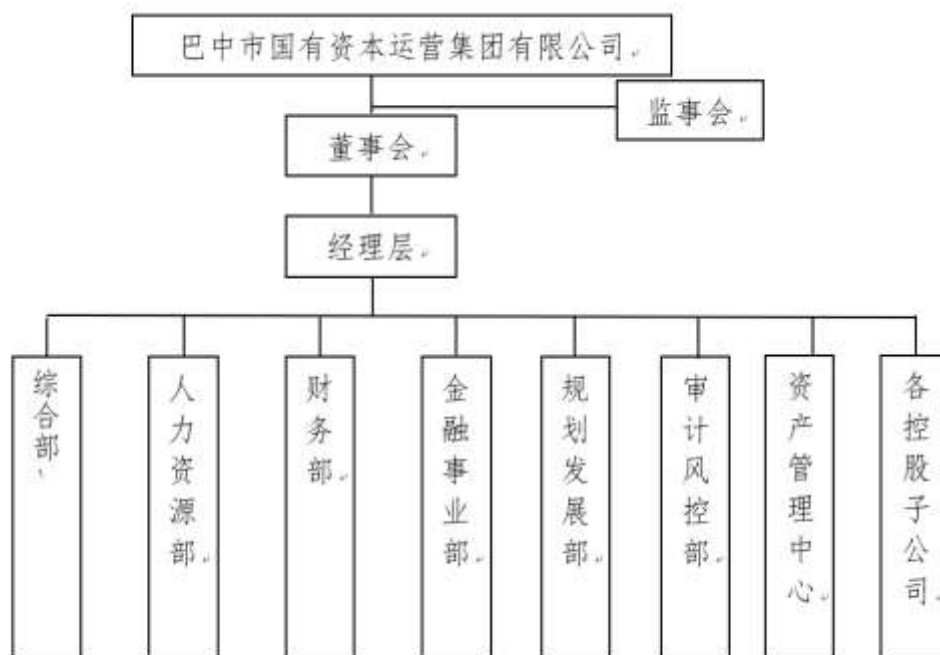 巴中市国有资本运营集团有限公司
监事会
董事会
经理层
综合部
人力资源部
财务部
金融事业部
规划发展部
审计风控部
资产管理中心
各控股子公司